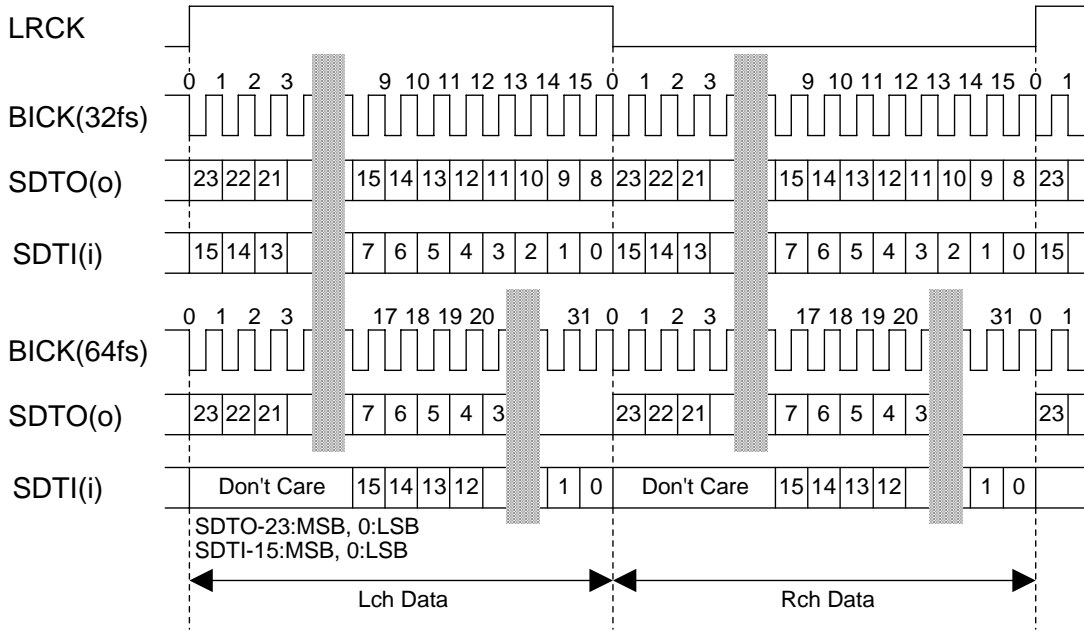 LRCK
0 1 2 3 9 10 11 12 13 14 15 0 1 2 3 9 10 11 12 13 14 15 0 1
BICK(32fs)
SDTO(o) 23 22 21 15 14 13 12 11 10 9 8 23 22 21 15 14 13 12 11 10 9 8 23
SDTI(i) 15 14 13 7 6 5 4 3 2 1 0 15 14 13 7 6 5 4 3 2 1 0 15
0 1 2 3 17 18 19 20 31 0 1 2 3 17 18 19 20 31 0 1
BICK(64fs)
SDTO(o) 23 22 21 7 6 5 4 3 23 22 21 7 6 5 4 3 23
SDTI(i) Don't Care 15 14 13 12 1 0 Don't Care 15 14 13 12 1 0
SDTO-23:MSB, 0:LSB
SDTI-15:MSB, 0:LSB
Lch Data Rch Data